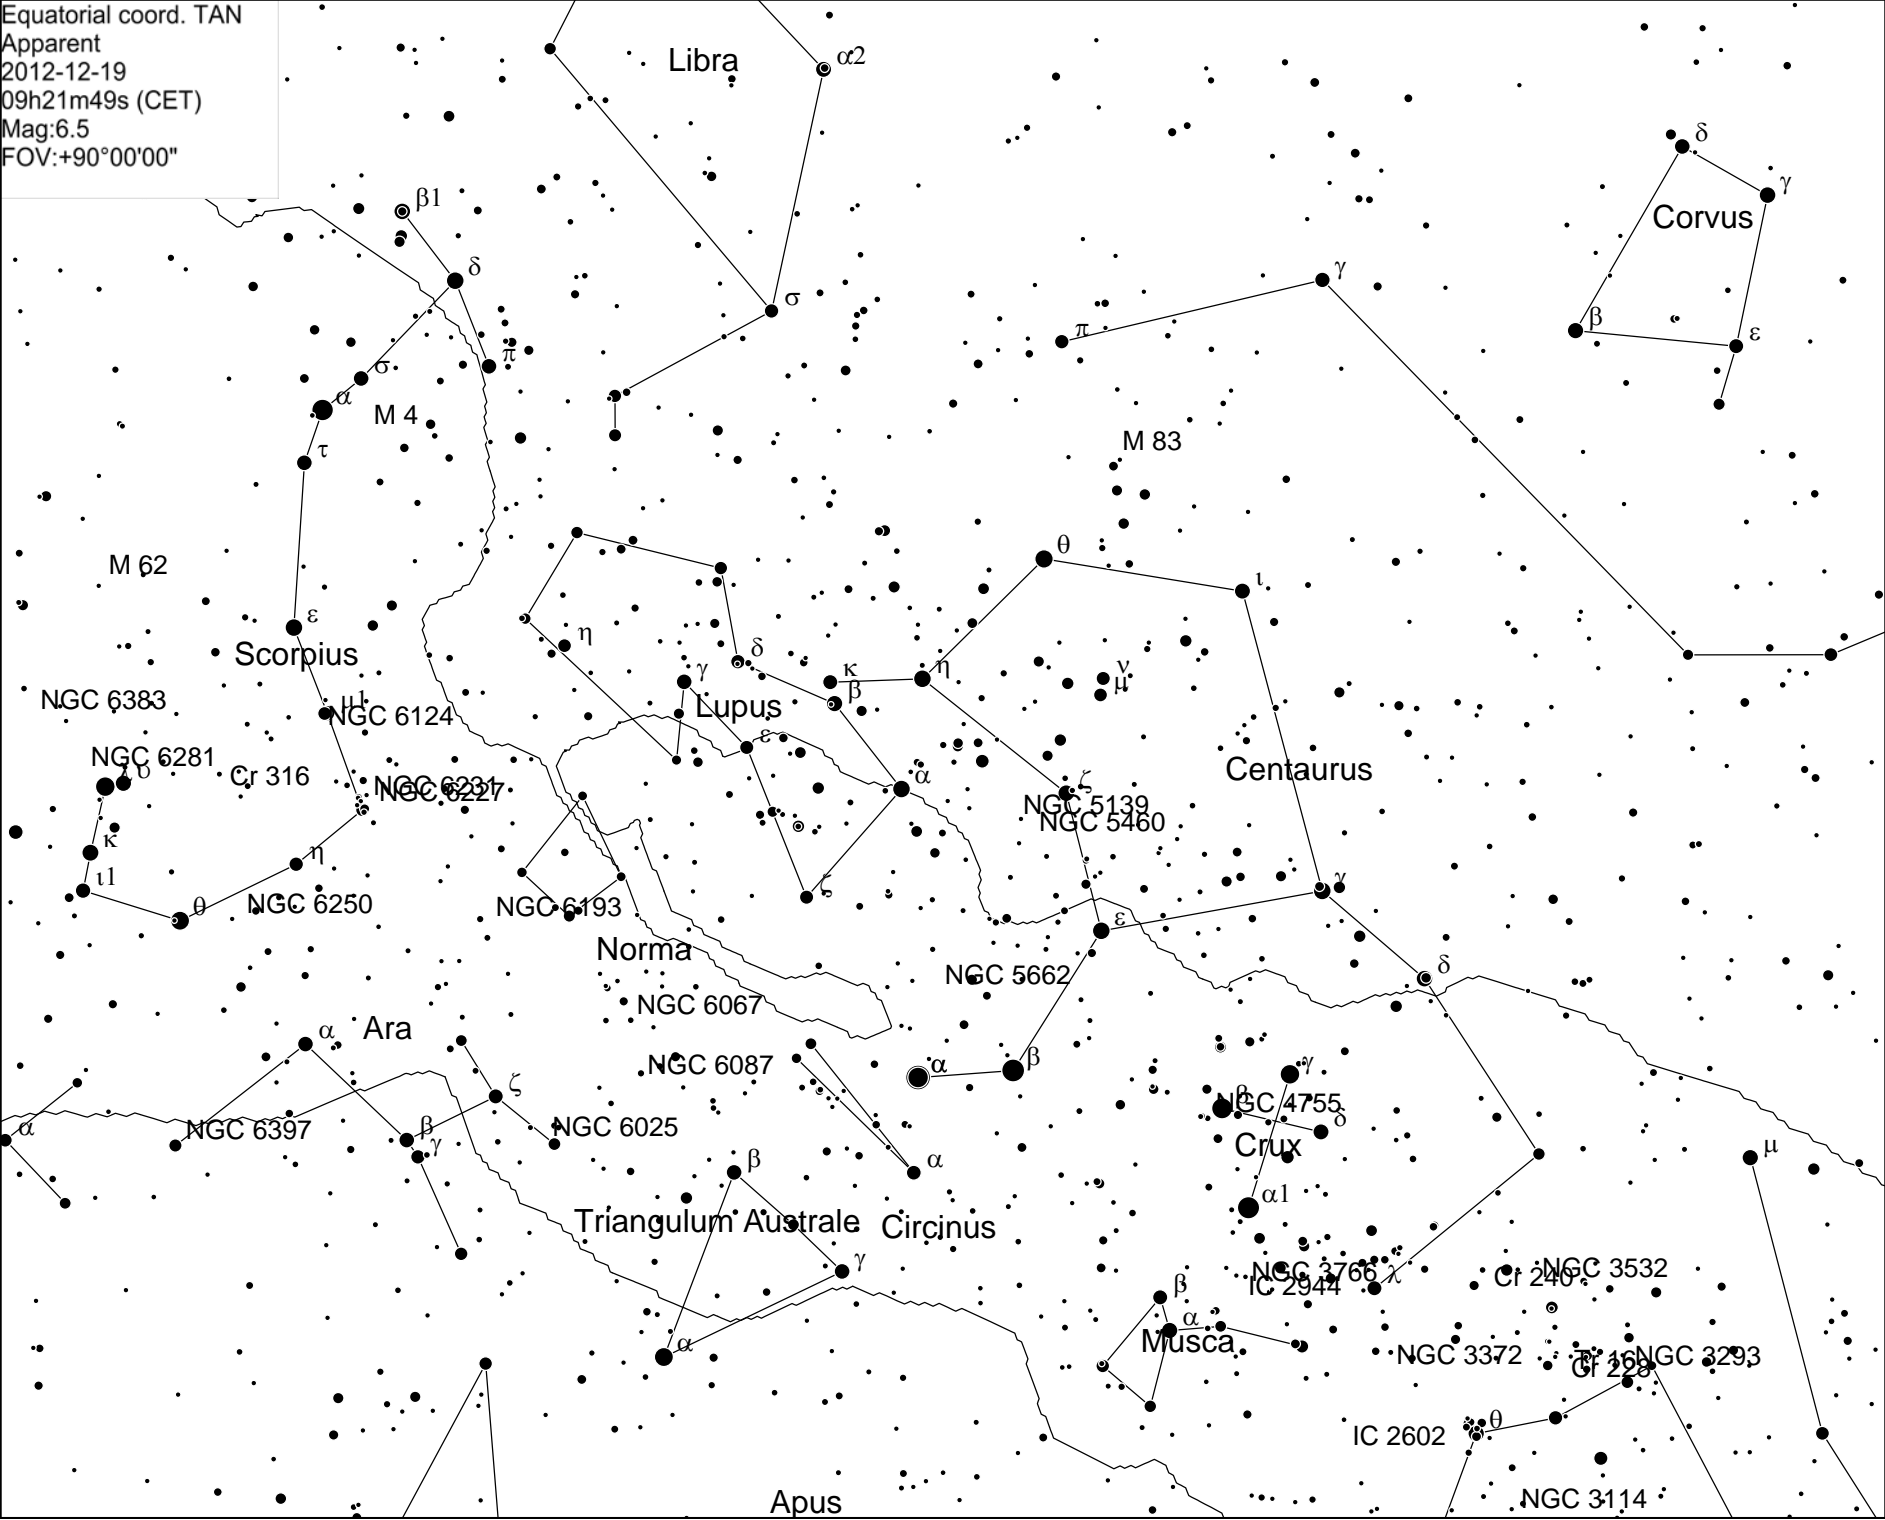 Equatorial coord. TAN
Apparent
2012-12-19
09h21m49s (CET)
Mag:6.5
FOV:+90°00'00"
Libra
α2
δ
γ
Corvus
β1
δ
γ
σ
π
β
ε
π
σ
α
M 4
M 83
τ
θ
M 62
ι
ε
η
Scorpius
δ
κ
η
ν
γ
μ
β
NGC 6383
μ1
Lupus
NGC 6124
ε
NGC 6281
λ υ
Cr 316
NGC 6231
NGC 6227
α
Centaurus
ζ
NGC 5139
NGC 5460
κ
η
ι1
ζ
γ
θ
NGC 6250
NGC 6193
ε
Norma
δ
NGC 5662
NGC 6067
α
Ara
NGC 6087
α
β
γ
ζ
β
NGC 4755
α
β
NGC 6397
NGC 6025
δ
γ
Crux
μ
β
α
α1
Triangulum Australe
Circinus
γ
NGC 3766
λ
NGC 3532
IC 2944
Cr 240
β
α
Musca
α
NGC 3372
Tr 16
NGC 3293
Cr 228
θ
IC 2602
Apus
NGC 3114